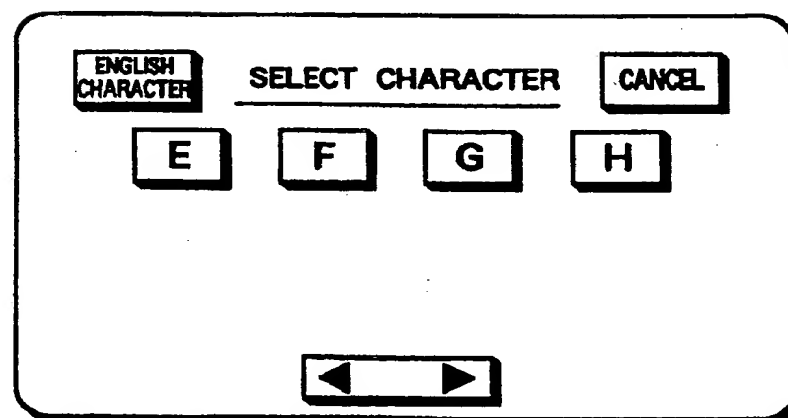 ENGLISH
CHARACTER
SELECT CHARACTER
CANCEL
E F G H